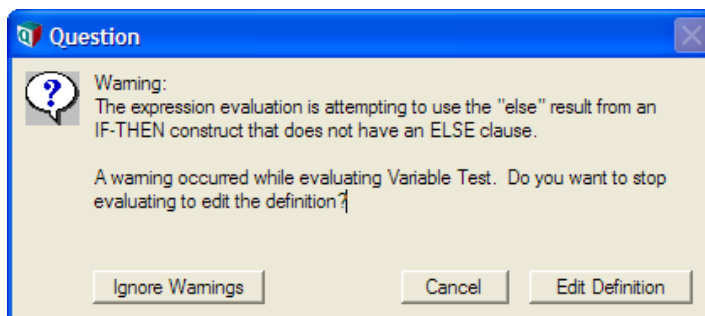 Question
Warning:
The expression evaluation is attempting to use the "else" result from an
IF-THEN construct that does not have an ELSE clause.
A warning occurred while evaluating Variable Test. Do you want to stop
evaluating to edit the definition?
Ignore Warnings
Cancel
Edit Definition